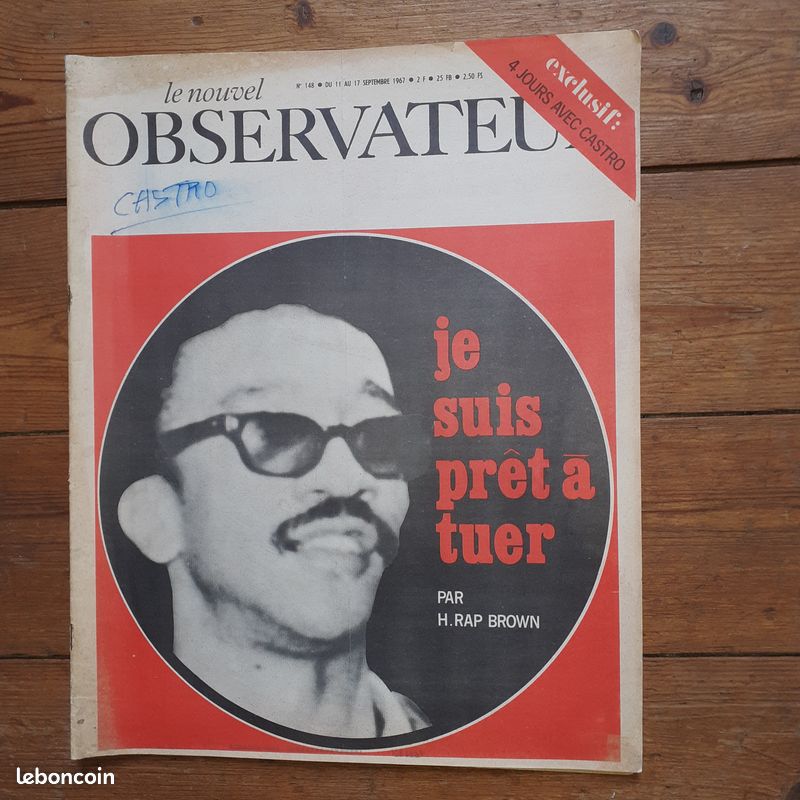 le nouvel
N° 148 • DU 11 AU 17 SEPTEMBRE 1967 • 2 F • 25 FB • 2,50 FS
exclusif:
4 JOURS AVEC CASTRO
OBSERVATEU
CASTRO
je
suis
prêt à
tuer
PAR
H. RAP BROWN
leboncoin